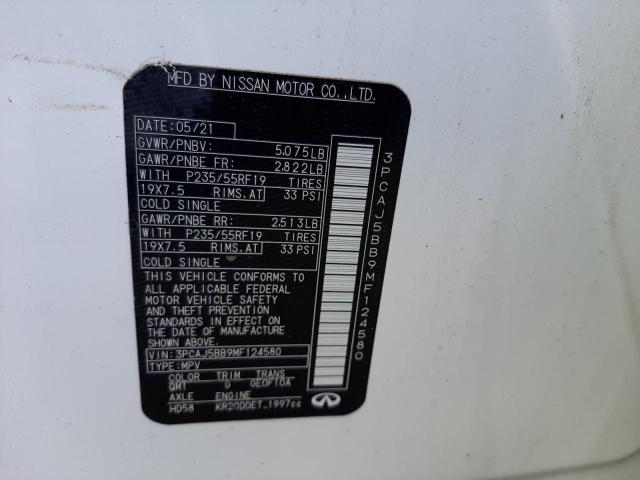 MFD BY NISSAN MOTOR CO.,LTD.
DATE: 05/21
GVWR/PNBV: 5,075LB
GAWR/PNBE FR: 2,822LB
WITH P235/55RF19 TIRES
19X7.5 RIMS.AT 33 PSI
COLD SINGLE
GAWR/PNBE RR: 2,513LB
WITH P235/55RF19 TIRES
19X7.5 RIMS.AT 33 PSI
COLD SINGLE
THIS VEHICLE CONFORMS TO
ALL APPLICABLE FEDERAL
MOTOR VEHICLE SAFETY
AND THEFT PREVENTION
STANDARDS IN EFFECT ON
THE DATE OF MANUFACTURE
SHOWN ABOVE.
VIN: 3PCAJ5BB9MF124580
TYPE: MPV
COLOR TRIM TRANS
QM1 G GE0F10A
AXLE ENGINE
HD58 KR20DDET 1997cc
3PCAJ5BB9MF124580